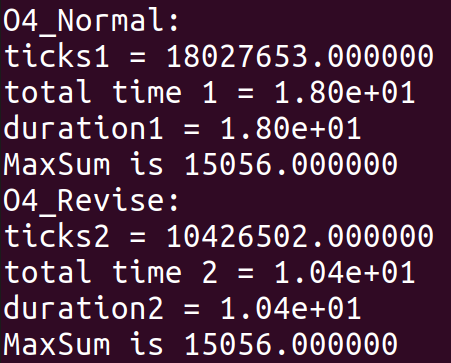 O4_Normal:
ticks1 = 18027653.000000
total time 1 = 1.80e+01
duration1 = 1.80e+01
MaxSum is 15056.000000
O4_Revise:
ticks2 = 10426502.000000
total time 2 = 1.04e+01
duration2 = 1.04e+01
MaxSum is 15056.000000